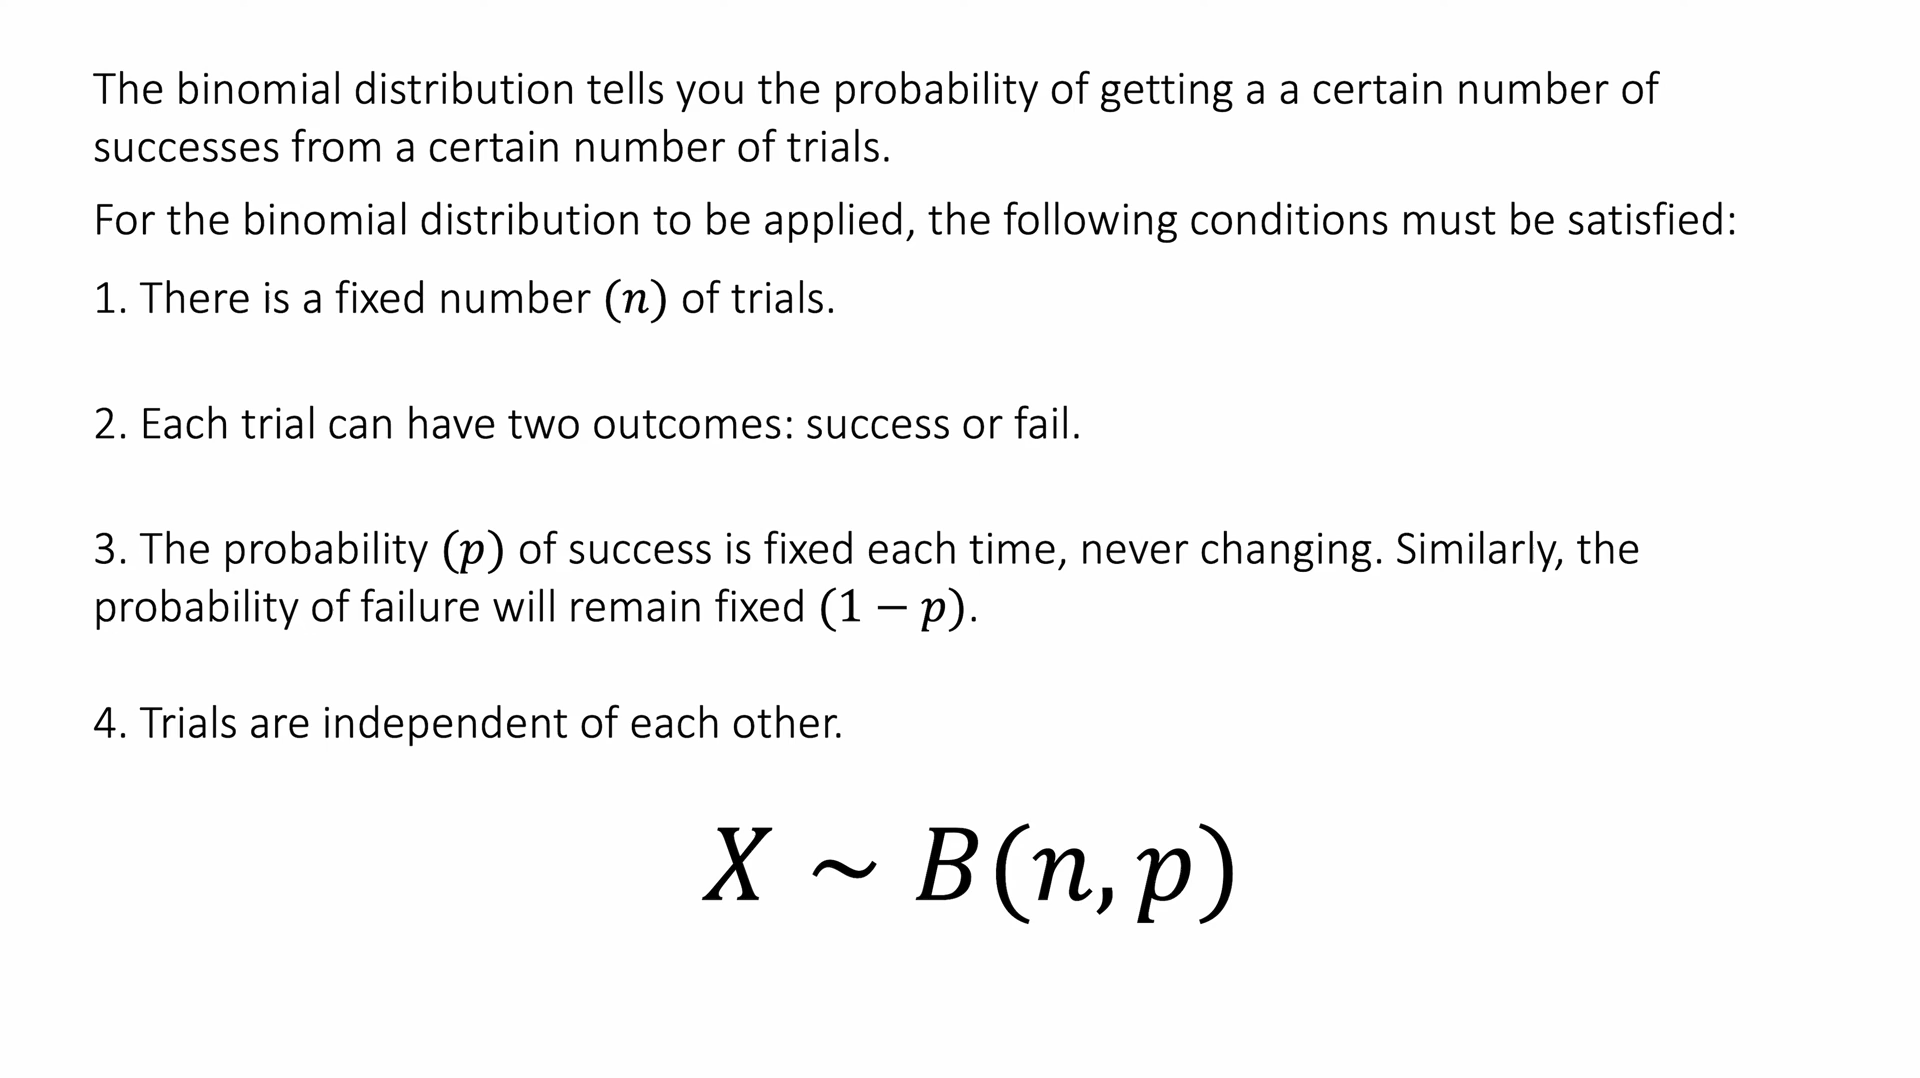 The binomial distribution tells you the probability of getting a a certain number of
successes from a certain number of trials.
For the binomial distribution to be applied, the following conditions must be satisfied:
1. There is a fixed number (n) of trials.
2. Each trial can have two outcomes: success or fail.
3. The probability (p) of success is fixed each time, never changing. Similarly, the
probability of failure will remain fixed (1 − p).
4. Trials are independent of each other.
X ~ B(n, p)